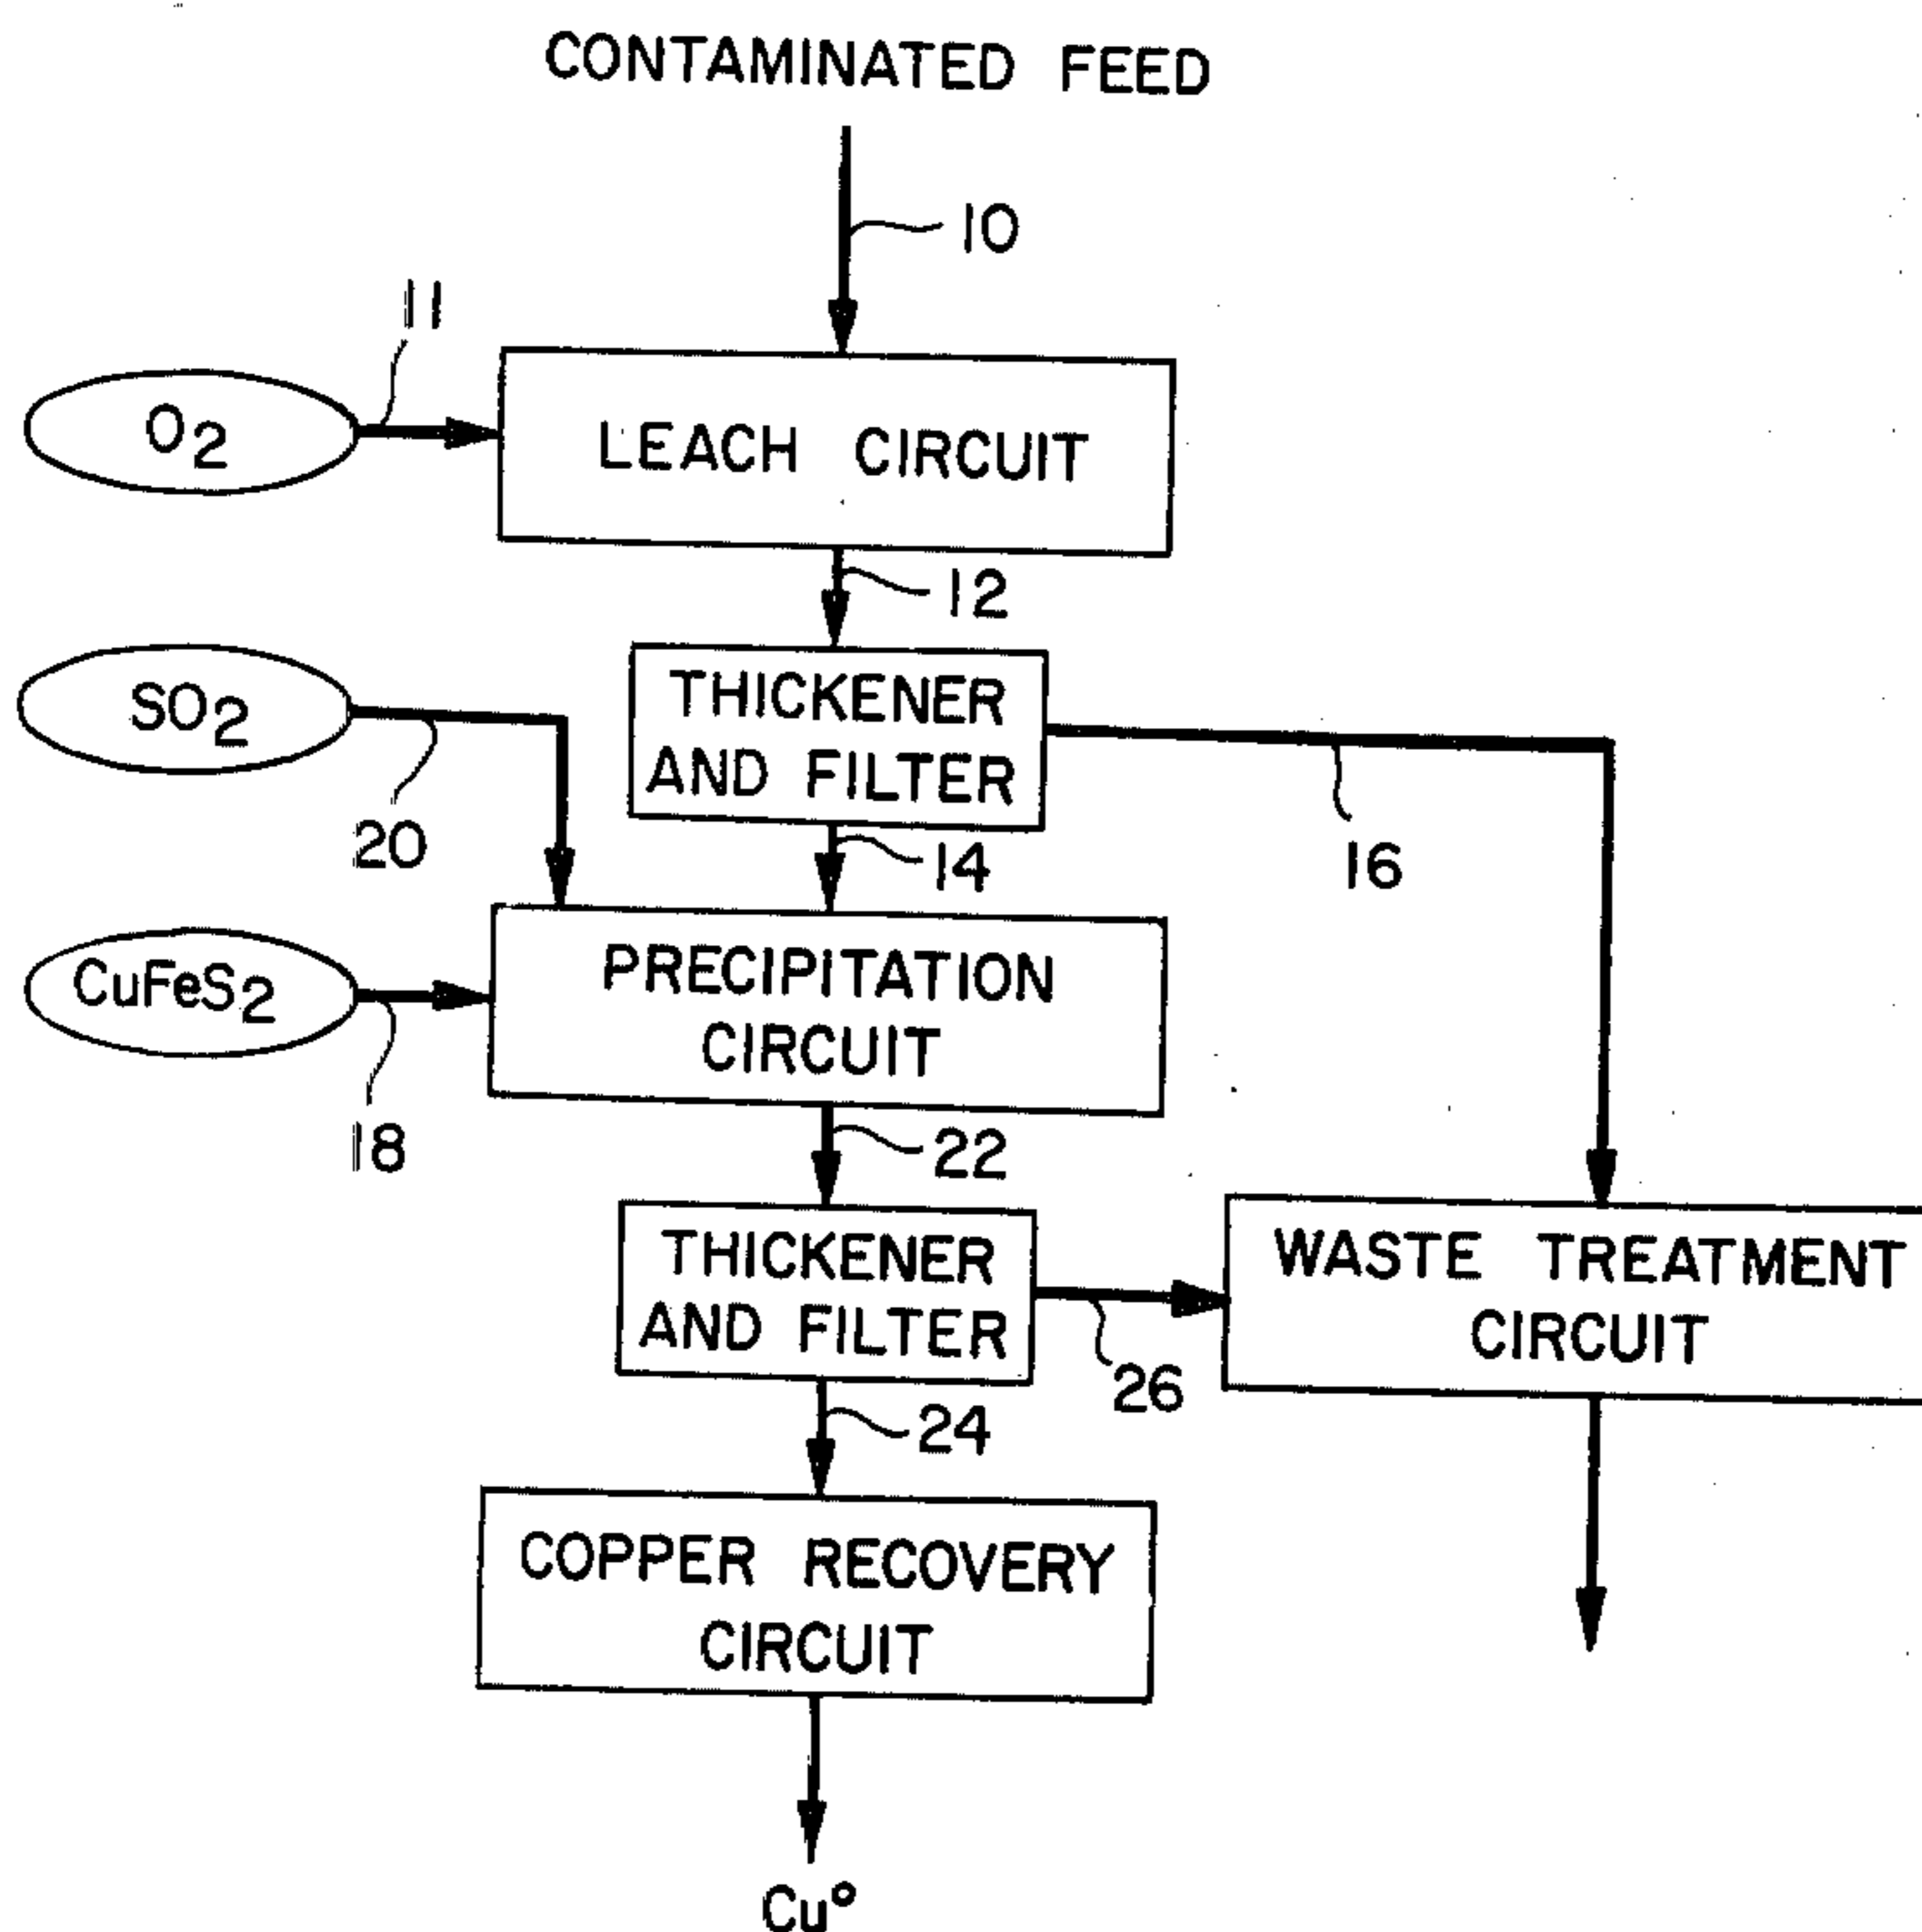 CONTAMINATED FEED
10
11
O2
LEACH CIRCUIT
12
SO2
THICKENER
AND FILTER
20
14
16
CuFeS2
PRECIPITATION
CIRCUIT
18
22
THICKENER
AND FILTER
WASTE TREATMENT
CIRCUIT
26
24
COPPER RECOVERY
CIRCUIT
Cu°